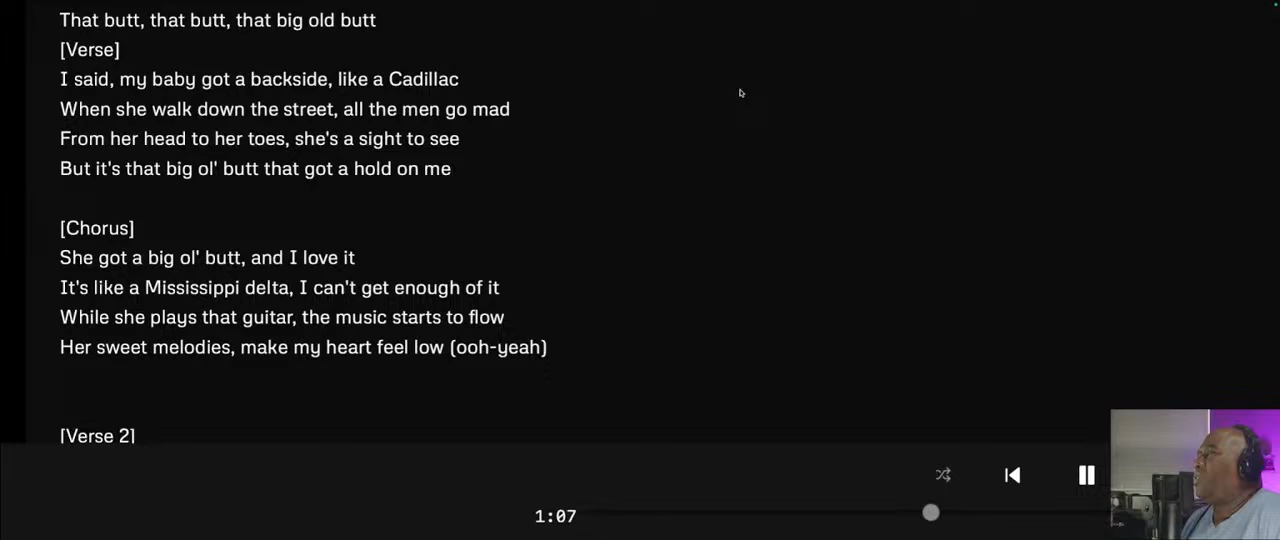 That butt, that butt, that big old butt
[Verse]
I said, my baby got a backside, like a Cadillac
When she walk down the street, all the men go mad
From her head to her toes, she's a sight to see
But it's that big ol' butt that got a hold on me
[Chorus]
She got a big ol' butt, and I love it
It's like a Mississippi delta, I can't get enough of it
While she plays that guitar, the music starts to flow
Her sweet melodies, make my heart feel low (ooh-yeah)
[Verse 2]
1:07